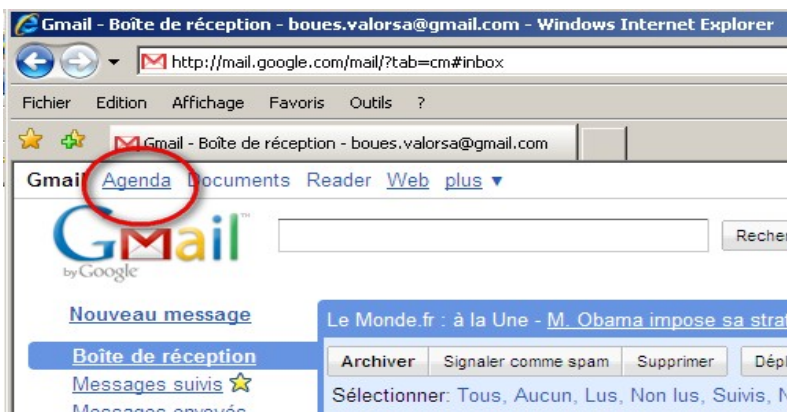 Gmail - Boîte de réception - boues.valorsa@gmail.com - Windows Internet Explorer
http://mail.google.com/mail/?tab=cm#inbox
Fichier Edition Affichage Favoris Outils ?
Gmail - Boîte de réception - boues.valorsa@gmail.com
Gmail Agenda Documents Reader Web plus ▼
GMail™
by Google
Nouveau message
Le Monde.fr : à la Une - M. Obama impose sa
Boîte de réception
Archiver Signaler comme spam Supprimer
Messages suivis
Sélectionner: Tous, Aucun, Lus, Non lus, Suivis,
Messages envoyés